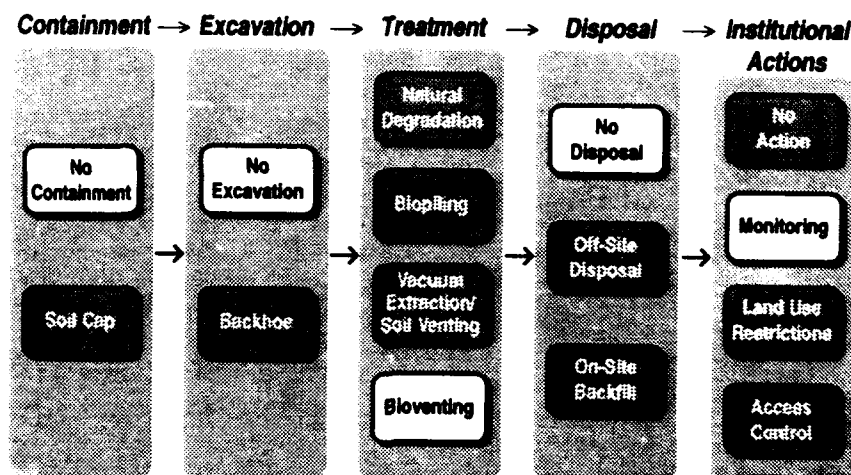 Containment → Excavation → Treatment → Disposal → Institutional
Actions
No
Containment
Soil Cap
No
Excavation
Backhoe
Natural
Degradation
Biopiling
Vacuum
Extraction/
Soil Venting
Bioventing
No
Disposal
Off-Site
Disposal
On-Site
Backfill
No
Action
Monitoring
Land Use
Restrictions
Access
Control